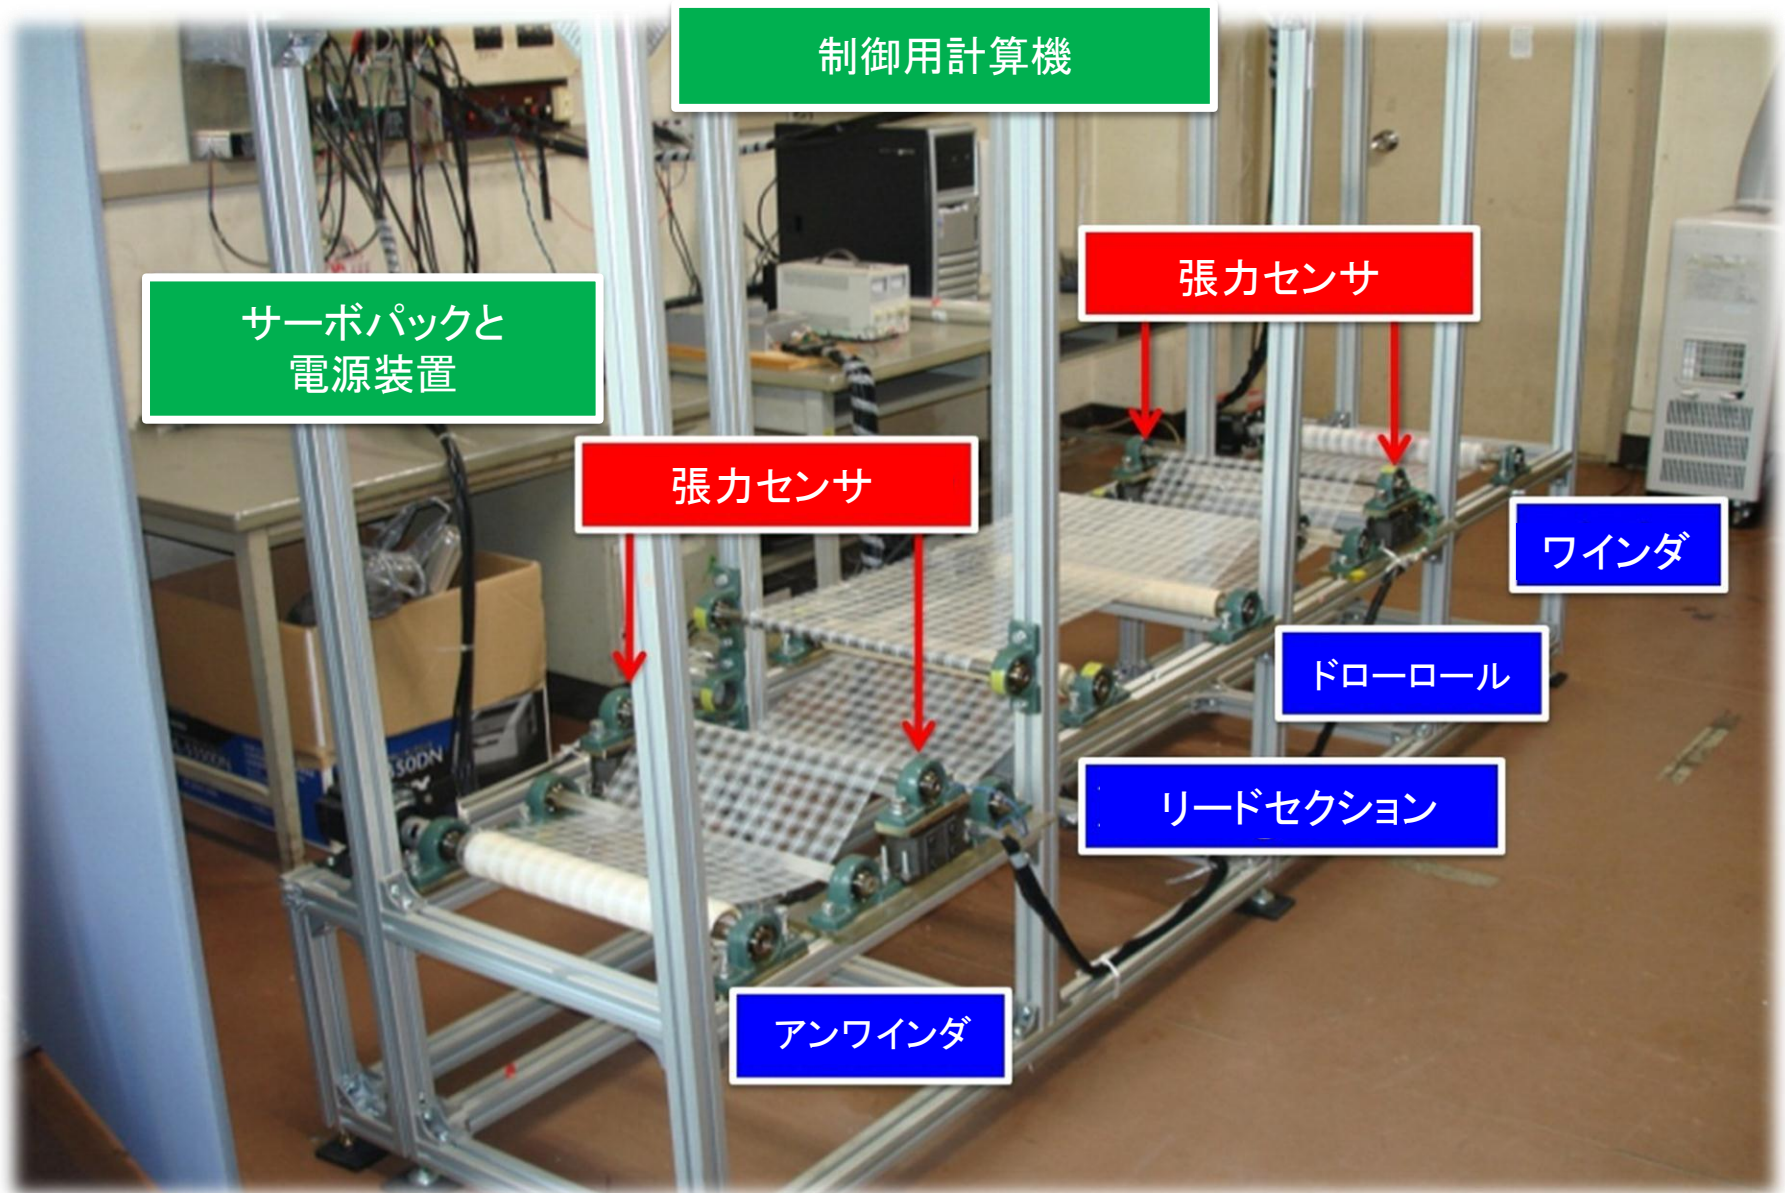 制御用計算機
張力センサ
サーボパックと
電源装置
張力センサ
ワインダ
ドローロール
リードセクション
アンワインダ
550DN